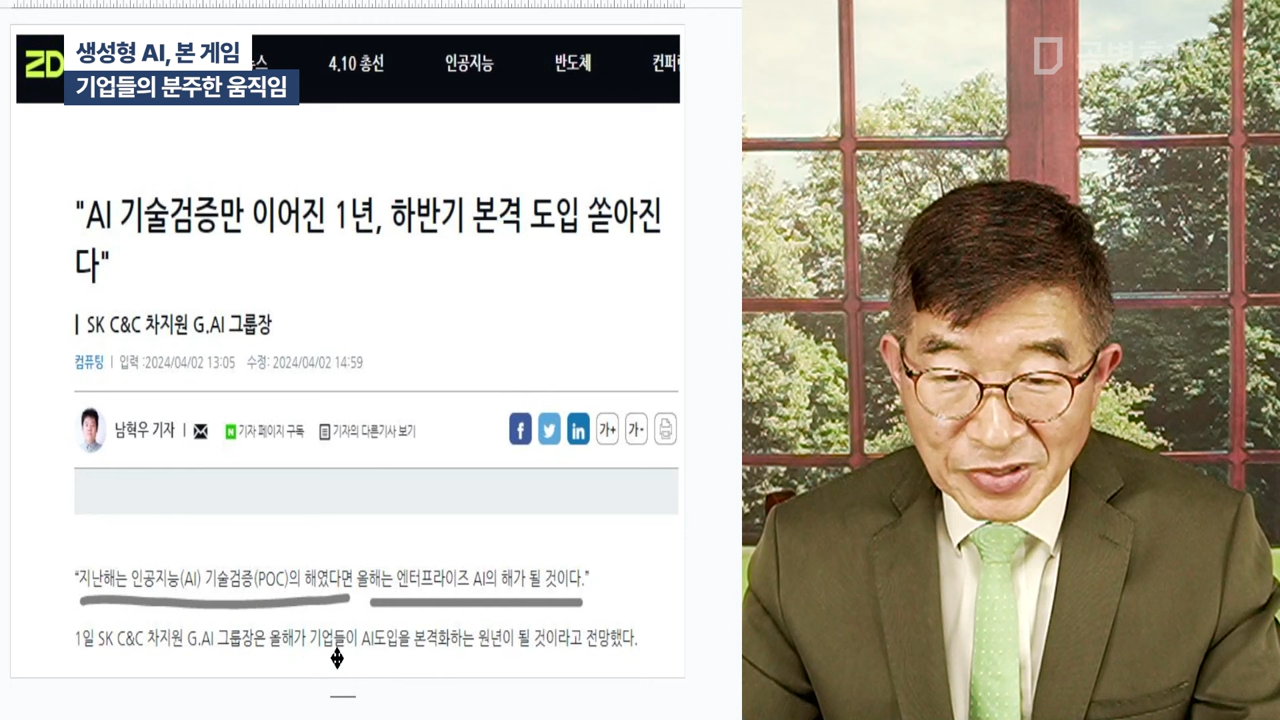 ZD
생성형 AI, 본 게임
기업들의 분주한 움직임
스
4.10 총선
인공지능
반도체
"AI 기술검증만 이어진 1년, 하반기 본격 도입 쏟아진
다"
SK C&C 차지원 G.AI 그룹장
컴퓨팅 | 입력 :2024/04/02 13:05 수정: 2024/04/02 14:59
남혁우 기자 | N 기자 페이지 구독 기자의 다른기사 보기
f in 가+ 가-
“지난해는 인공지능(AI) 기술검증(POC)의 해였다면 올해는 엔터프라이즈 AI의 해가 될 것이다.”
1일 SK C&C 차지원 G.AI 그룹장은 올해가 기업들이 AI도입을 본격화하는 원년이 될 것이라고 전망했다.